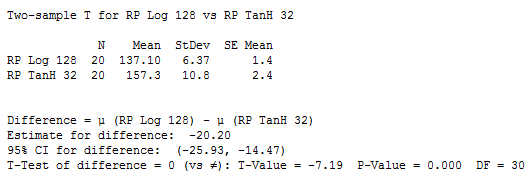 Two-sample T for RP Log 128 vs RP TanH 32
N Mean StDev SE Mean
RP Log 128 20 137.10 6.37 1.4
RP TanH 32 20 157.3 10.8 2.4
Difference = μ (RP Log 128) - μ (RP TanH 32)
Estimate for difference: -20.20
95% CI for difference: (-25.93, -14.47)
T-Test of difference = 0 (vs ≠): T-Value = -7.19 P-Value = 0.000 DF = 30